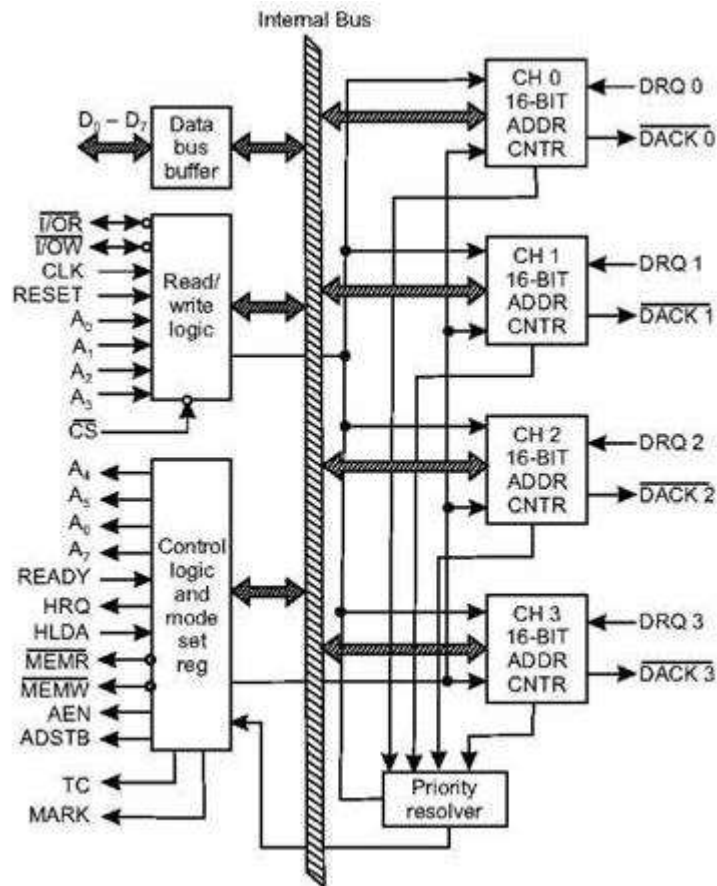 Internal Bus
D₀ – D₇
Data
bus
buffer
I/OR
I/OW
CLK
RESET
A₀
A₁
A₂
A₃
CS
Read/
write
logic
A₄
A₅
A₆
A₇
READY
HRQ
HLDA
MEMR
MEMW
AEN
ADSTB
TC
MARK
Control
logic
and
mode
set
reg
CH 0
16-BIT
ADDR
CNTR
DRQ 0
DACK 0
CH 1
16-BIT
ADDR
CNTR
DRQ 1
DACK 1
CH 2
16-BIT
ADDR
CNTR
DRQ 2
DACK 2
CH 3
16-BIT
ADDR
CNTR
DRQ 3
DACK 3
Priority
resolver